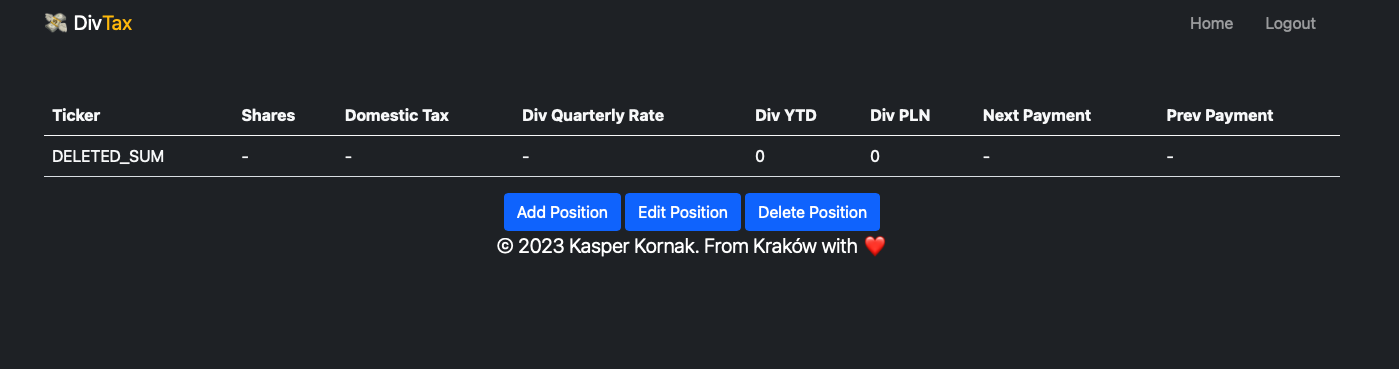 💸 DivTax Home Logout
Ticker Shares Domestic Tax Div Quarterly Rate Div YTD Div PLN Next Payment Prev Payment
DELETED_SUM - - - 0 0 - -
Add Position Edit Position Delete Position
© 2023 Kasper Kornak. From Kraków with ❤️